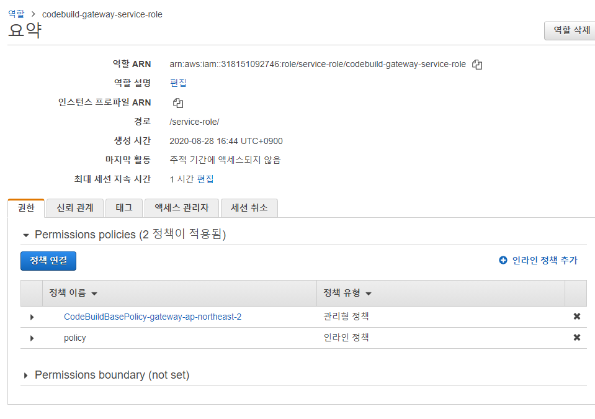 역할 > codebuild-gateway-service-role
요약
역할 삭제
역할 ARN arn:aws:iam::318151092746:role/service-role/codebuild-gateway-service-role
역할 설명 편집
인스턴스 프로파일 ARN
경로 /service-role/
생성 시간 2020-08-28 16:44 UTC+0900
마지막 활동 추적 기간에 액세스되지 않음
최대 세션 지속 시간 1 시간 편집
권한 신뢰 관계 태그 액세스 관리자 세션 취소
Permissions policies (2 정책이 적용됨)
정책 연결 인라인 정책 추가
정책 이름 정책 유형
CodeBuildBasePolicy-gateway-ap-northeast-2 관리형 정책
policy 인라인 정책
Permissions boundary (not set)